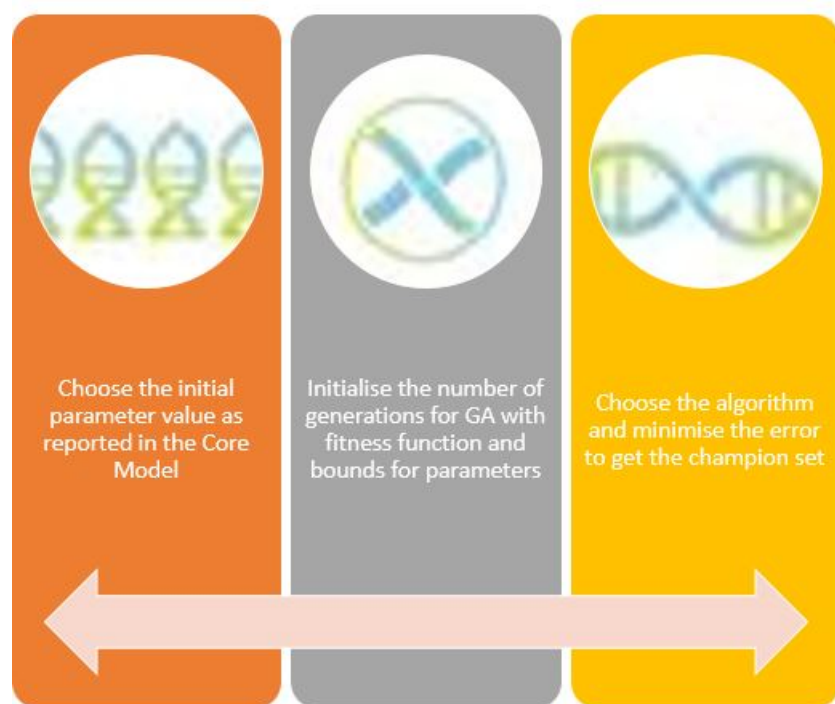 Choose the initial
parameter value as
reported in the Core
Model
Initialise the number of
generations for GA with
fitness function and
bounds for parameters
Choose the algorithm
and minimise the error
to get the champion set